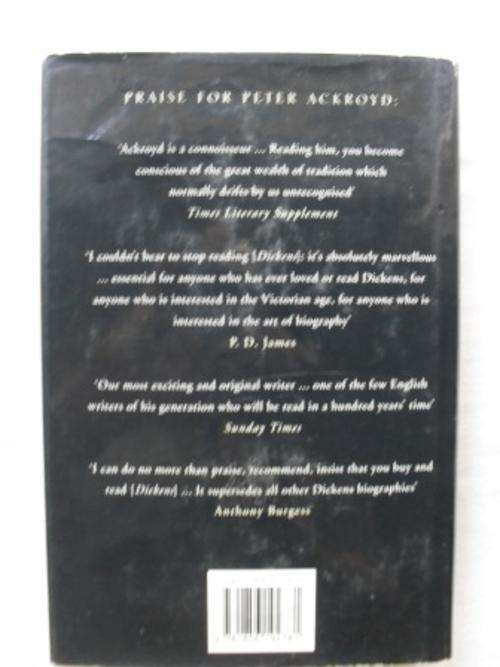 PRAISE FOR PETER ACKROYD:
'Ackroyd is a connoisseur ... Reading him, you become
conscious of the great wealth of tradition which
normally drifts by us unrecognised'
Times Literary Supplement
'I couldn't bear to stop reading [Dickens]: it's absolutely marvellous
... essential for anyone who has ever loved or read Dickens, for
anyone who is interested in the Victorian age, for anyone who is
interested in the art of biography'
P. D. James
'Our most exciting and original writer ... one of the few English
writers of his generation who will be read in a hundred years' time'
Sunday Times
'I can do no more than praise, recommend, insist that you buy and
read [Dickens] ... It supersedes all other Dickens biographies'
Anthony Burgess